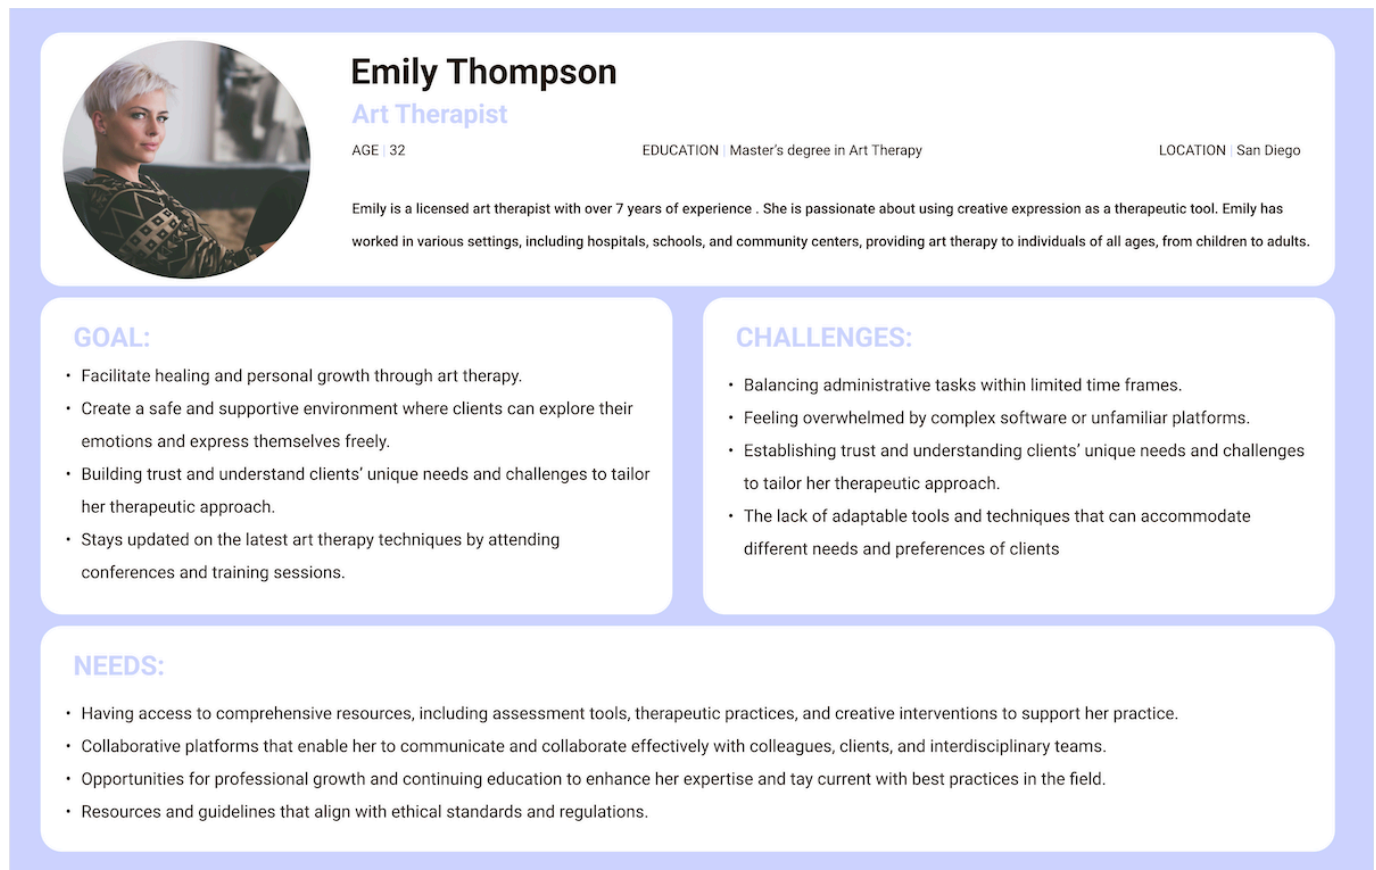 Emily Thompson
Art Therapist
AGE | 32
EDUCATION | Master's degree in Art Therapy
LOCATION | San Diego
Emily is a licensed art therapist with over 7 years of experience . She is passionate about using creative expression as a therapeutic tool. Emily has
worked in various settings, including hospitals, schools, and community centers, providing art therapy to individuals of all ages, from children to adults.
GOAL:
• Facilitate healing and personal growth through art therapy.
• Create a safe and supportive environment where clients can explore their
emotions and express themselves freely.
• Building trust and understand clients' unique needs and challenges to tailor
her therapeutic approach.
• Stays updated on the latest art therapy techniques by attending
conferences and training sessions.
CHALLENGES:
• Balancing administrative tasks within limited time frames.
• Feeling overwhelmed by complex software or unfamiliar platforms.
• Establishing trust and understanding clients' unique needs and challenges
to tailor her therapeutic approach.
• The lack of adaptable tools and techniques that can accommodate
different needs and preferences of clients
NEEDS:
• Having access to comprehensive resources, including assessment tools, therapeutic practices, and creative interventions to support her practice.
• Collaborative platforms that enable her to communicate and collaborate effectively with colleagues, clients, and interdisciplinary teams.
• Opportunities for professional growth and continuing education to enhance her expertise and tay current with best practices in the field.
• Resources and guidelines that align with ethical standards and regulations.